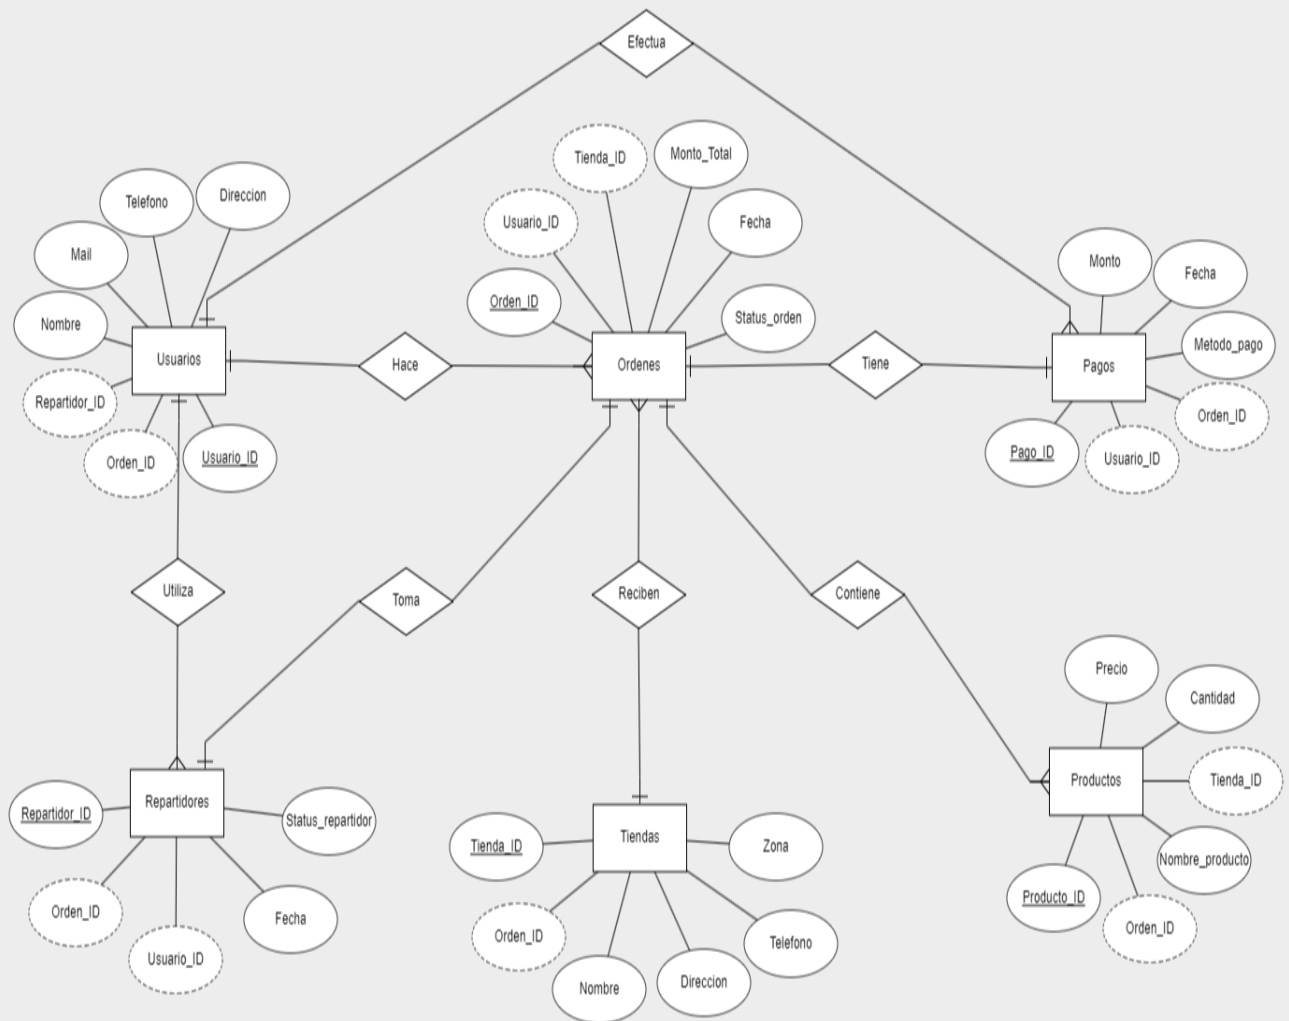 Efectua
Tienda_ID
Monto_Total
Telefono
Direccion
Usuario_ID
Fecha
Mail
Monto
Fecha
Orden_ID
Status_orden
Nombre
Usuarios
Hace
Ordenes
Tiene
Pagos
Metodo_pago
Repartidor_ID
Orden_ID
Usuario_ID
Orden_ID
Pago_ID
Usuario_ID
Utiliza
Toma
Reciben
Contiene
Precio
Cantidad
Productos
Tienda_ID
Repartidor_ID
Repartidores
Status_repartidor
Tienda_ID
Tiendas
Zona
Nombre_producto
Producto_ID
Orden_ID
Orden_ID
Fecha
Usuario_ID
Orden_ID
Nombre
Direccion
Telefono